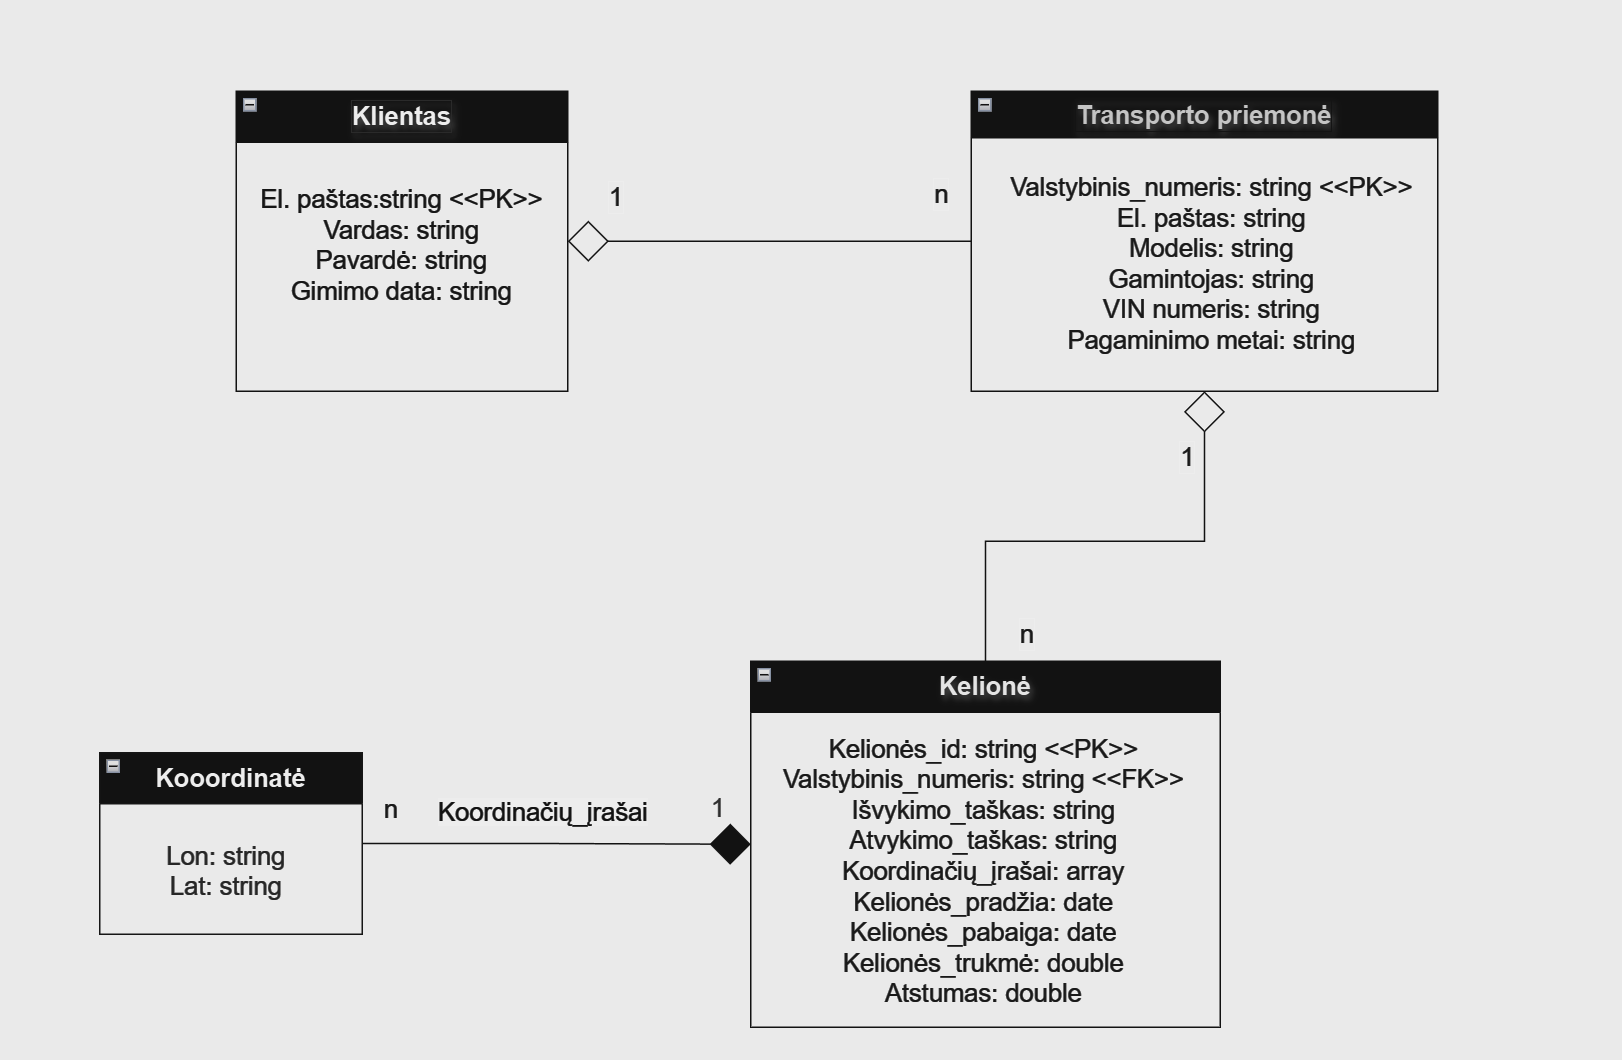 Klientas
El. paštas:string <<PK>>
Vardas: string
Pavardė: string
Gimimo data: string
1
n
Transporto priemonė
Valstybinis_numeris: string <<PK>>
El. paštas: string
Modelis: string
Gamintojas: string
VIN numeris: string
Pagaminimo metai: string
1
n
Kelionė
Kelionės_id: string <<PK>>
Valstybinis_numeris: string <<FK>>
Išvykimo_taškas: string
Atvykimo_taškas: string
Koordinačių_įrašai: array
Kelionės_pradžia: date
Kelionės_pabaiga: date
Kelionės_trukmė: double
Atstumas: double
Kooordinatė
Lon: string
Lat: string
n
Koordinačių_įrašai
1